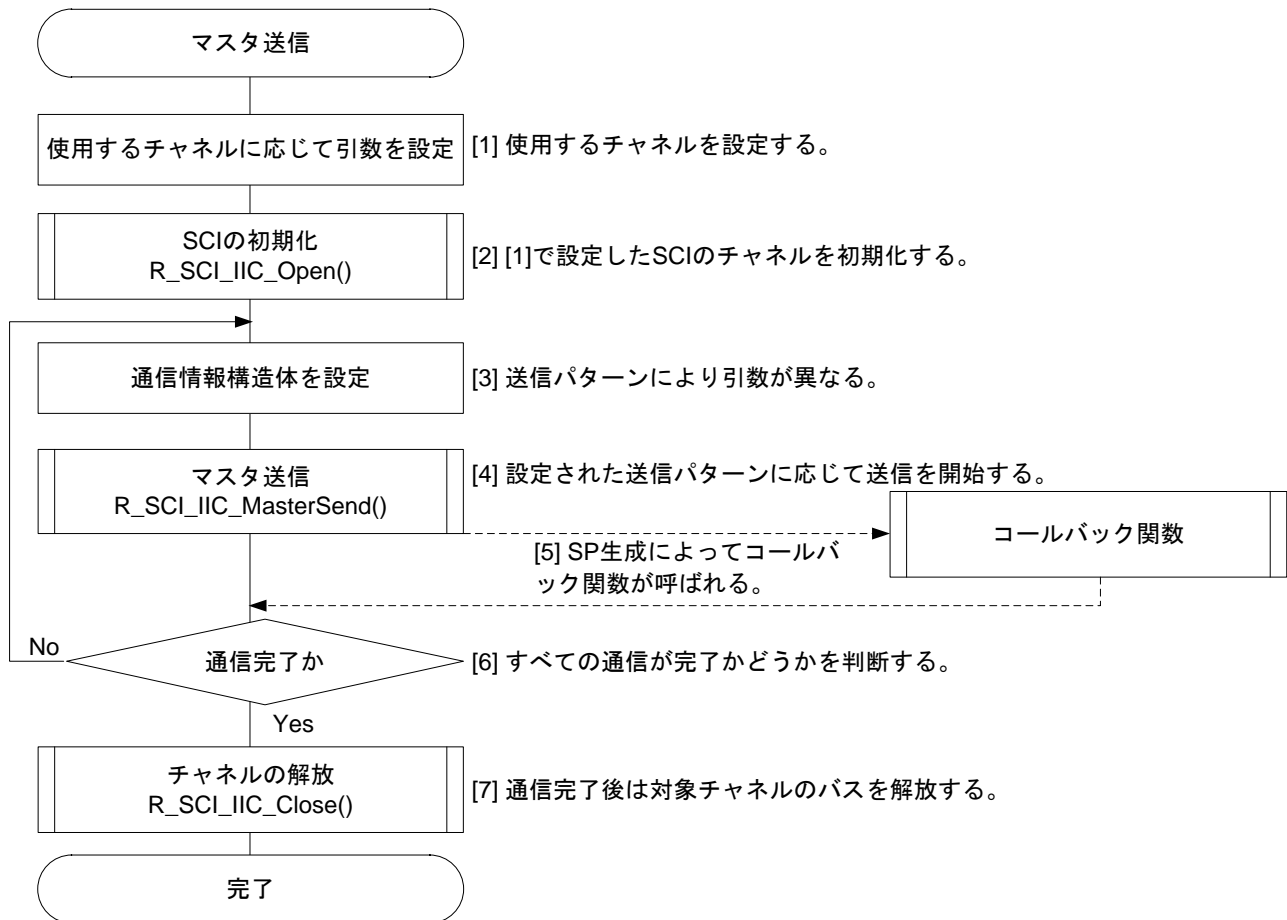 マスタ送信
使用するチャネルに応じて引数を設定
[1] 使用するチャネルを設定する。
SCIの初期化
R_SCI_IIC_Open()
[2] [1]で設定したSCIのチャネルを初期化する。
通信情報構造体を設定
[3] 送信パターンにより引数が異なる。
マスタ送信
R_SCI_IIC_MasterSend()
[4] 設定された送信パターンに応じて送信を開始する。
コールバック関数
[5] SP生成によってコールバ
ック関数が呼ばれる。
No
通信完了か
[6] すべての通信が完了かどうかを判断する。
Yes
チャネルの解放
R_SCI_IIC_Close()
[7] 通信完了後は対象チャネルのバスを解放する。
完了